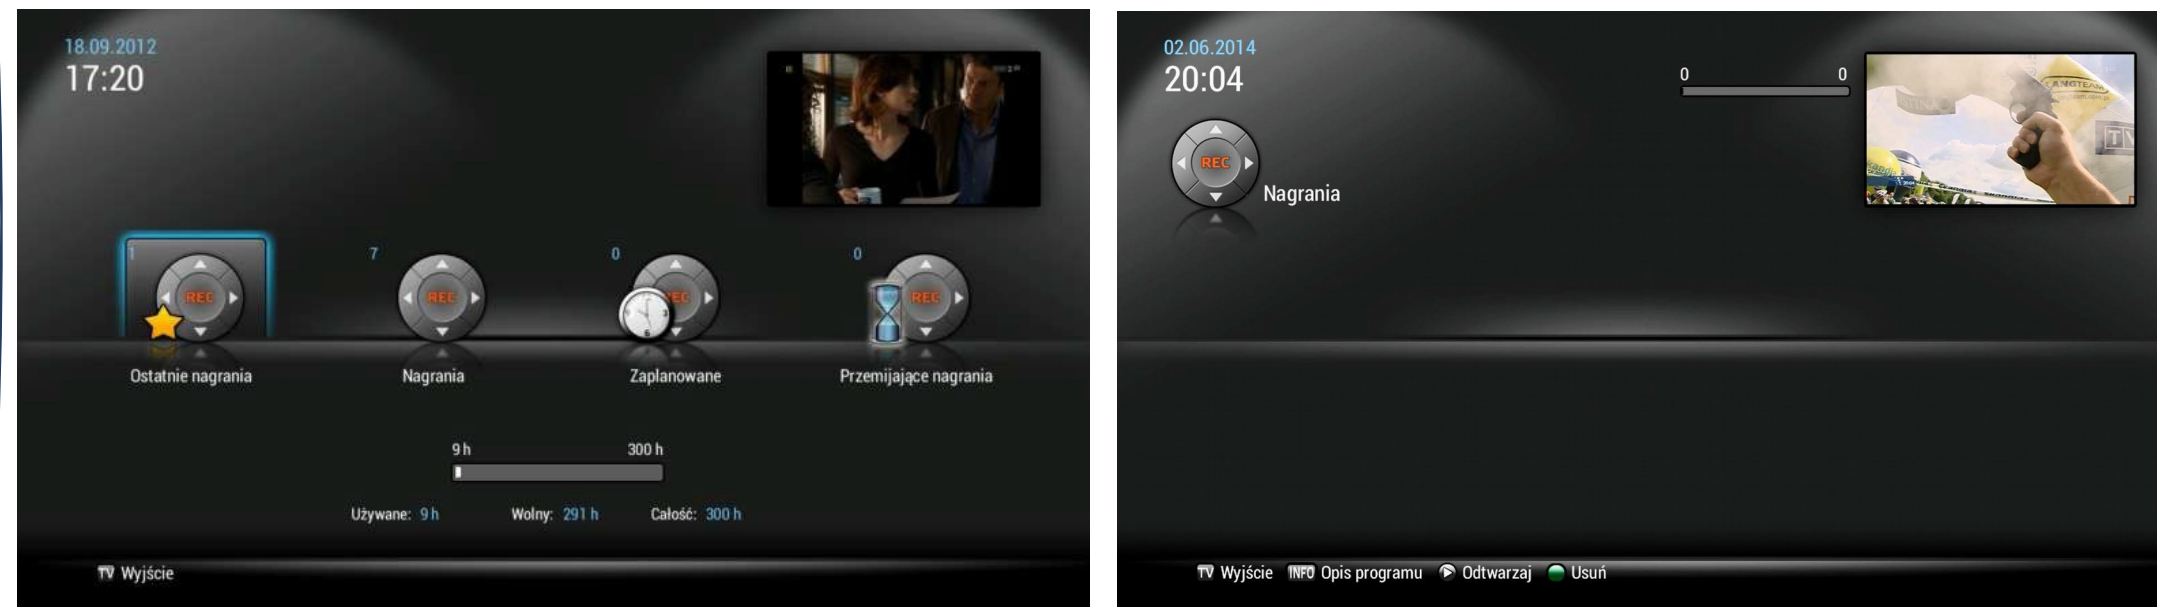 18.09.2012
17:20
1
7
0
0
REC
REC
REC
REC
Ostatnie nagrania
Nagrania
Zaplanowane
Przemijające nagrania
9 h
300 h
Używane: 9 h
Wolny: 291 h
Całość: 300 h
TV Wyjście
02.06.2014
20:04
0
0
LANGTEAM
REC
Nagrania
TV Wyjście INFO Opis programu Odtwarzaj Usuń